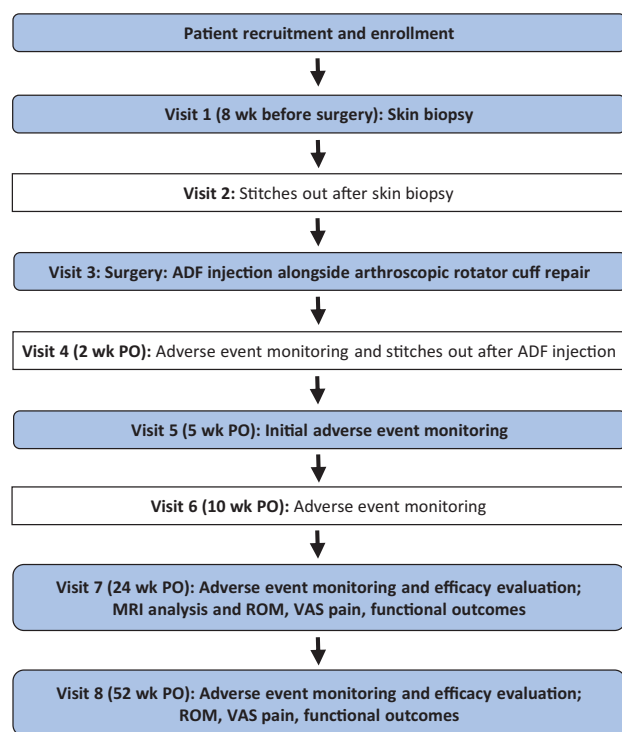 Patient recruitment and enrollment
Visit 1 (8 wk before surgery): Skin biopsy
Visit 2: Stitches out after skin biopsy
Visit 3: Surgery: ADF injection alongside arthroscopic rotator cuff repair
Visit 4 (2 wk PO): Adverse event monitoring and stitches out after ADF injection
Visit 5 (5 wk PO): Initial adverse event monitoring
Visit 6 (10 wk PO): Adverse event monitoring
Visit 7 (24 wk PO): Adverse event monitoring and efficacy evaluation;
MRI analysis and ROM, VAS pain, functional outcomes
Visit 8 (52 wk PO): Adverse event monitoring and efficacy evaluation;
ROM, VAS pain, functional outcomes